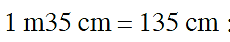 1 m35 cm = 135 cm :